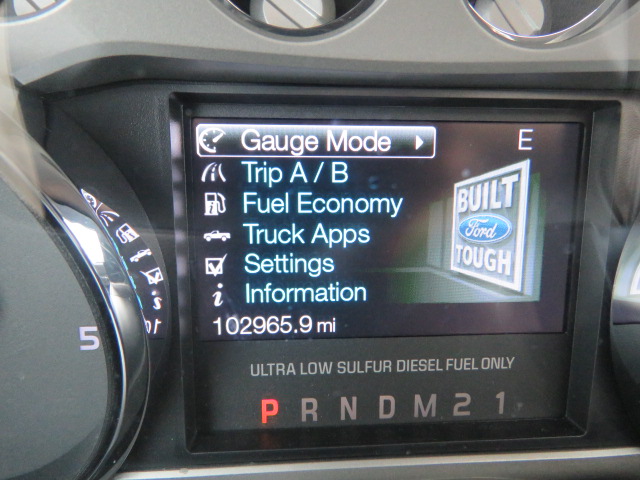 Gauge Mode
E
Trip A / B
Fuel Economy
Truck Apps
Settings
Information
BUILT
Ford
TOUGH
102965.9 mi
5
ULTRA LOW SULFUR DIESEL FUEL ONLY
P R N D M 2 1